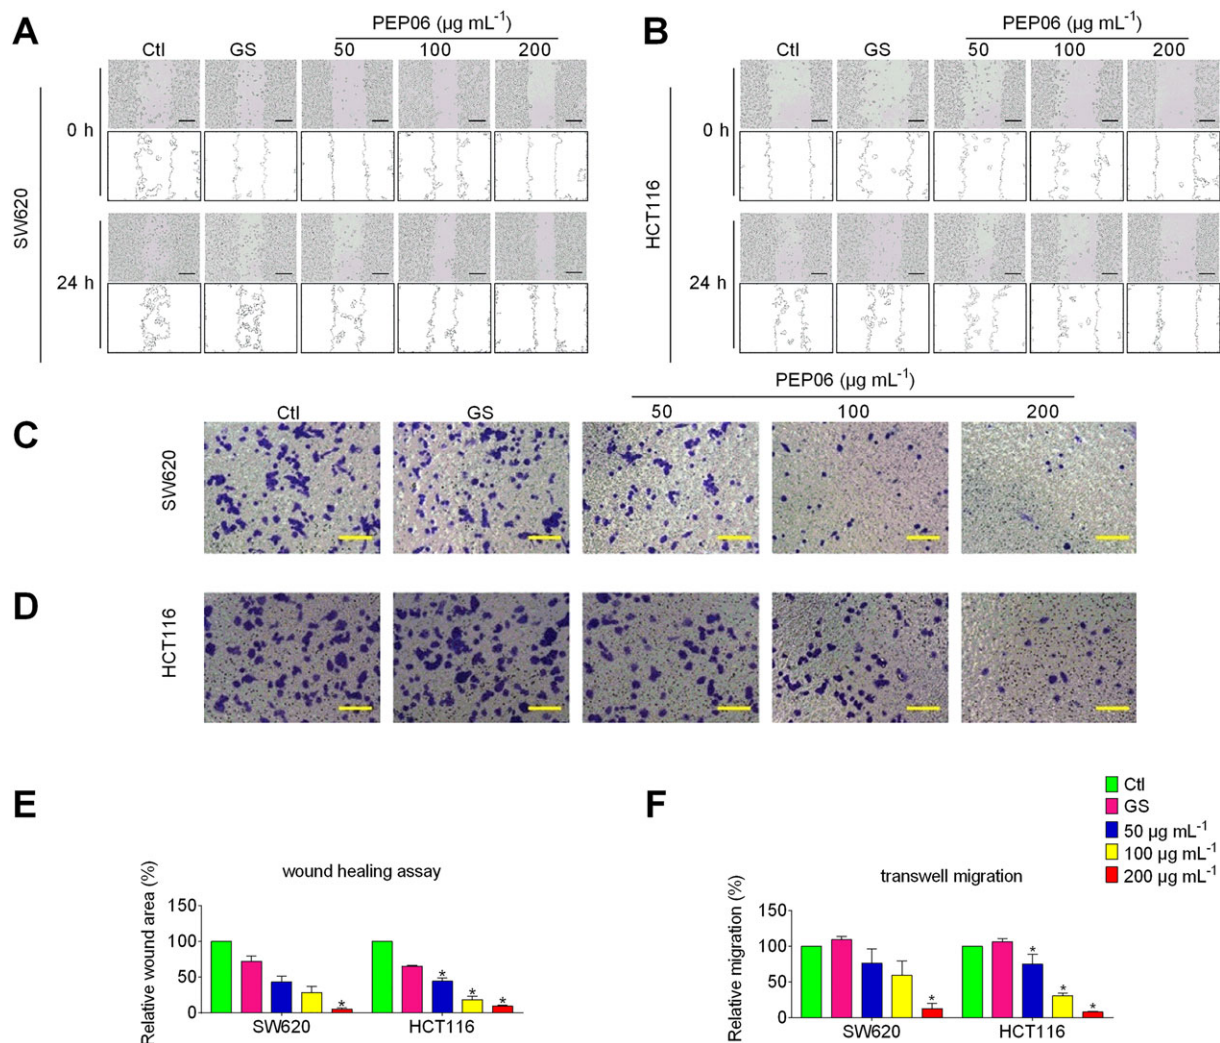 A
PEP06 (µg mL⁻¹)
Ctl GS 50 100 200
0 h
SW620
24 h
B
PEP06 (µg mL⁻¹)
Ctl GS 50 100 200
0 h
HCT116
24 h
PEP06 (µg mL⁻¹)
Ctl GS 50 100 200
C
SW620
D
HCT116
E
wound healing assay
Relative wound area (%)
150
100
50
0
* * * *
SW620 HCT116
F
Ctl
GS
50 µg mL⁻¹
100 µg mL⁻¹
200 µg mL⁻¹
transwell migration
Relative migration (%)
150
100
50
0
* * * *
SW620 HCT116